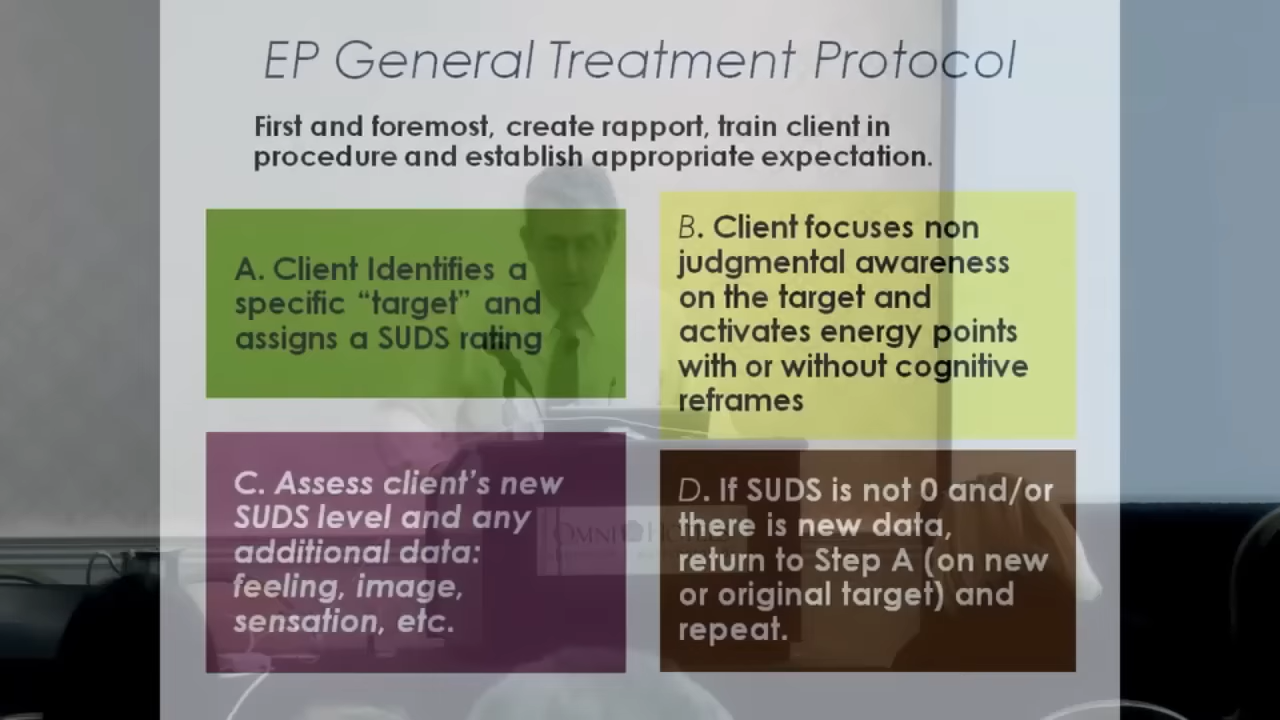 EP General Treatment Protocol
First and foremost, create rapport, train client in
procedure and establish appropriate expectation.
A. Client Identifies a
specific “target” and
assigns a SUDS rating
B. Client focuses non
judgmental awareness
on the target and
activates energy points
with or without cognitive
reframes
C. Assess client’s new
SUDS level and any
additional data:
feeling, image,
sensation, etc.
D. If SUDS is not 0 and/or
there is new data,
return to Step A (on new
or original target) and
repeat.
OMNI HOTELS